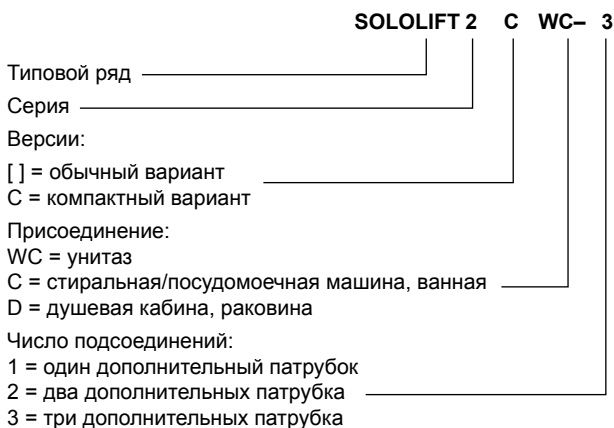 SOLOLIFT 2 C WC– 3
Типовой ряд
Серия
Версии:
[ ] = обычный вариант
С = компактный вариант
Присоединение:
WC = унитаз
С = стиральная/посудомоечная машина, ванная
D = душевая кабина, раковина
Число подсоединений:
1 = один дополнительный патрубок
2 = два дополнительных патрубка
3 = три дополнительных патрубка